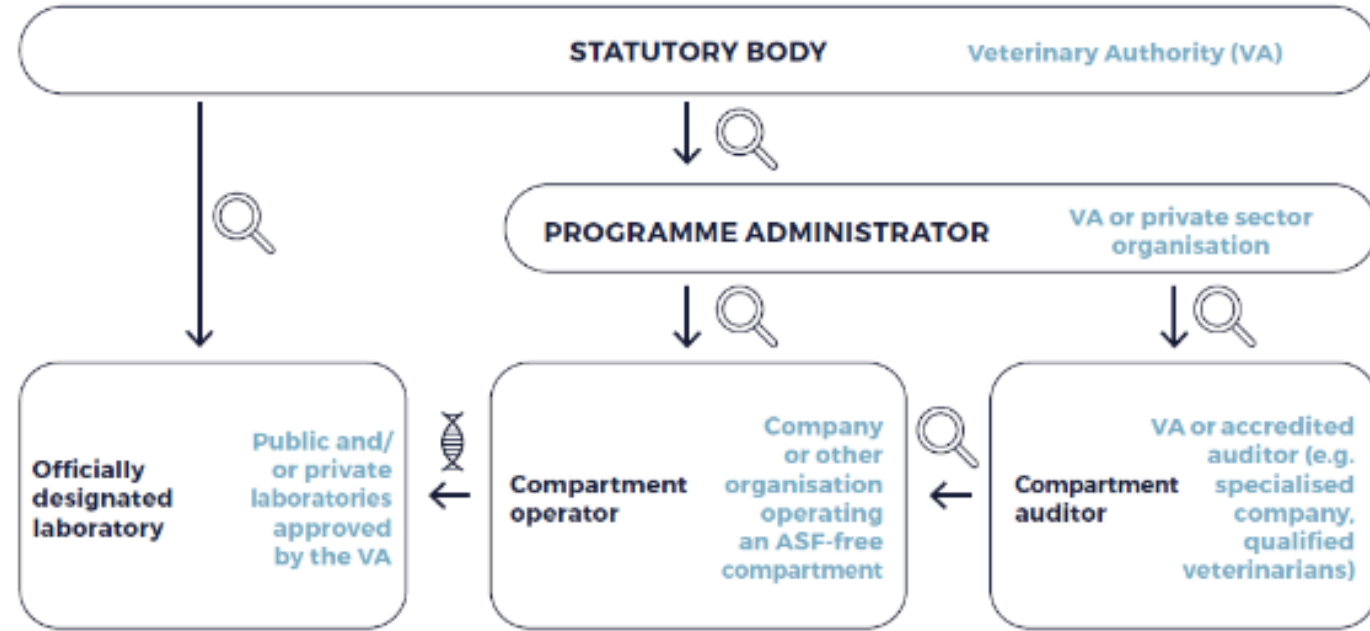 STATUTORY BODY
Veterinary Authority (VA)
PROGRAMME ADMINISTRATOR
VA or private sector
organisation
Officially
designated
laboratory
Public and/
or private
laboratories
approved
by the VA
Compartment
operator
Company
or other
organisation
operating
an ASF-free
compartment
Compartment
auditor
VA or accredited
auditor (e.g.
specialised
company,
qualified
veterinarians)